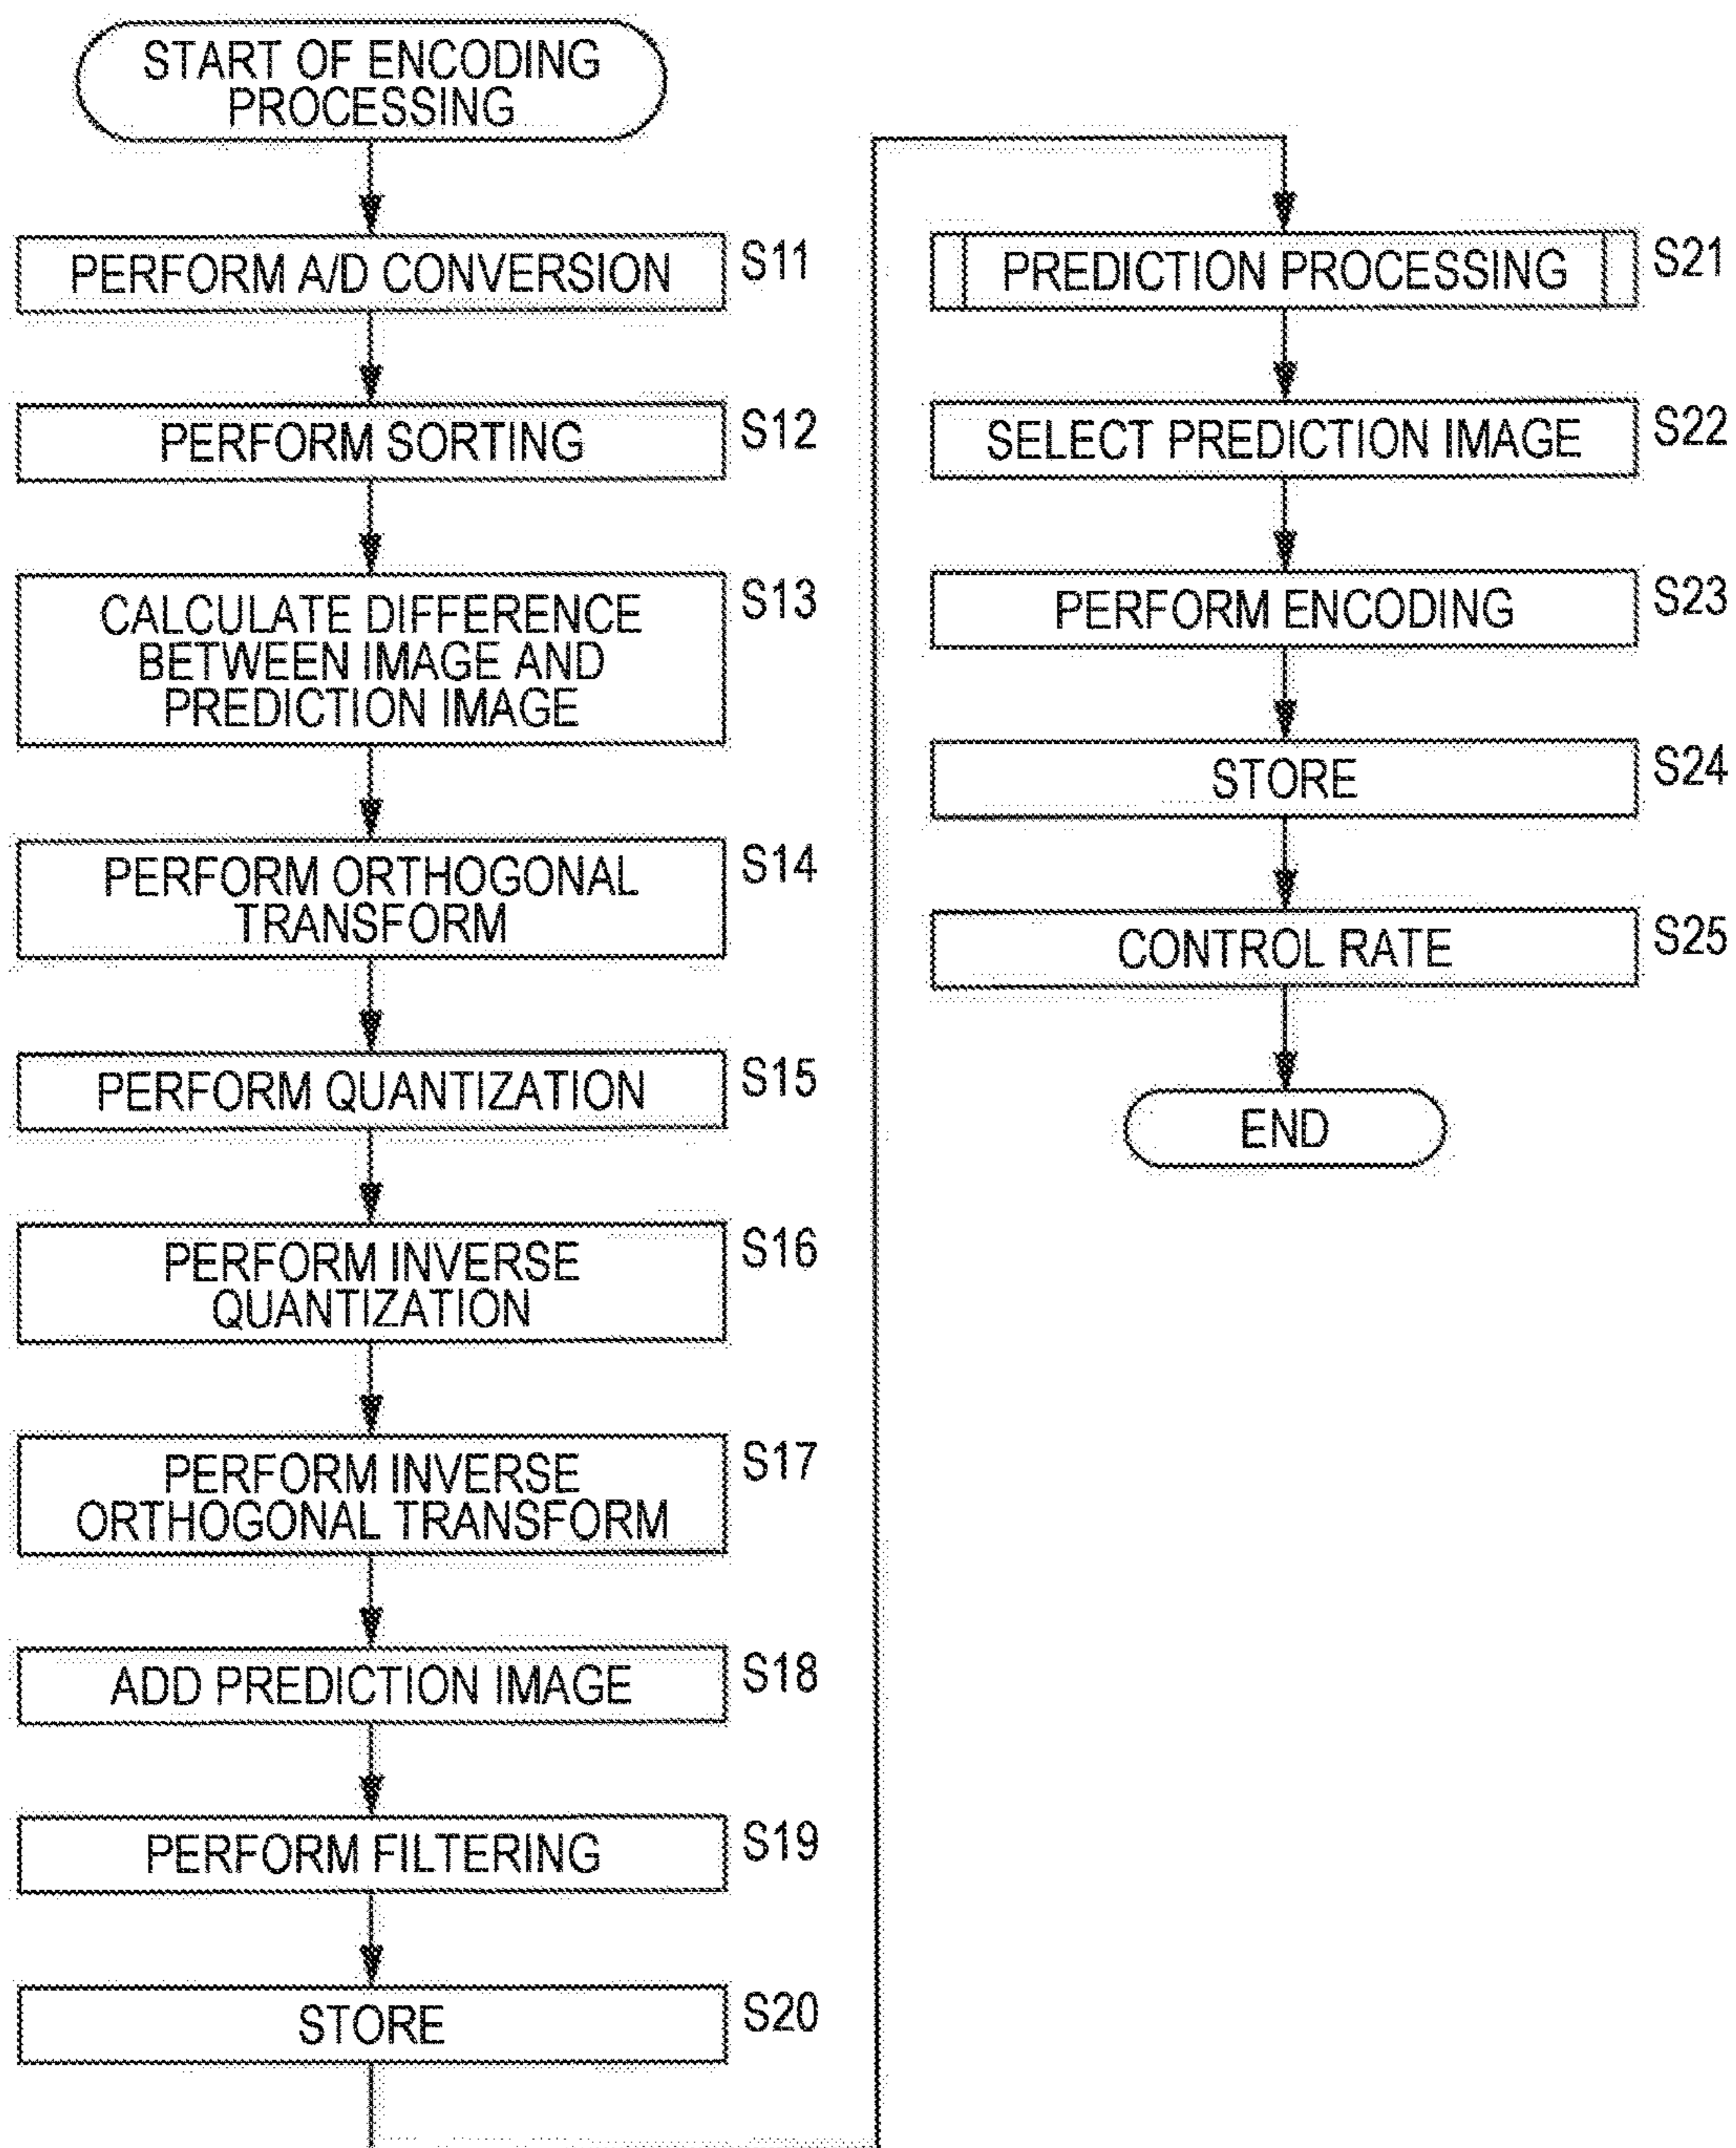 START OF ENCODING
PROCESSING
PERFORM A/D CONVERSION
S11
PERFORM SORTING
S12
CALCULATE DIFFERENCE
BETWEEN IMAGE AND
PREDICTION IMAGE
S13
PERFORM ORTHOGONAL
TRANSFORM
S14
PERFORM QUANTIZATION
S15
PERFORM INVERSE
QUANTIZATION
S16
PERFORM INVERSE
ORTHOGONAL TRANSFORM
S17
ADD PREDICTION IMAGE
S18
PERFORM FILTERING
S19
STORE
S20
PREDICTION PROCESSING
S21
SELECT PREDICTION IMAGE
S22
PERFORM ENCODING
S23
STORE
S24
CONTROL RATE
S25
END